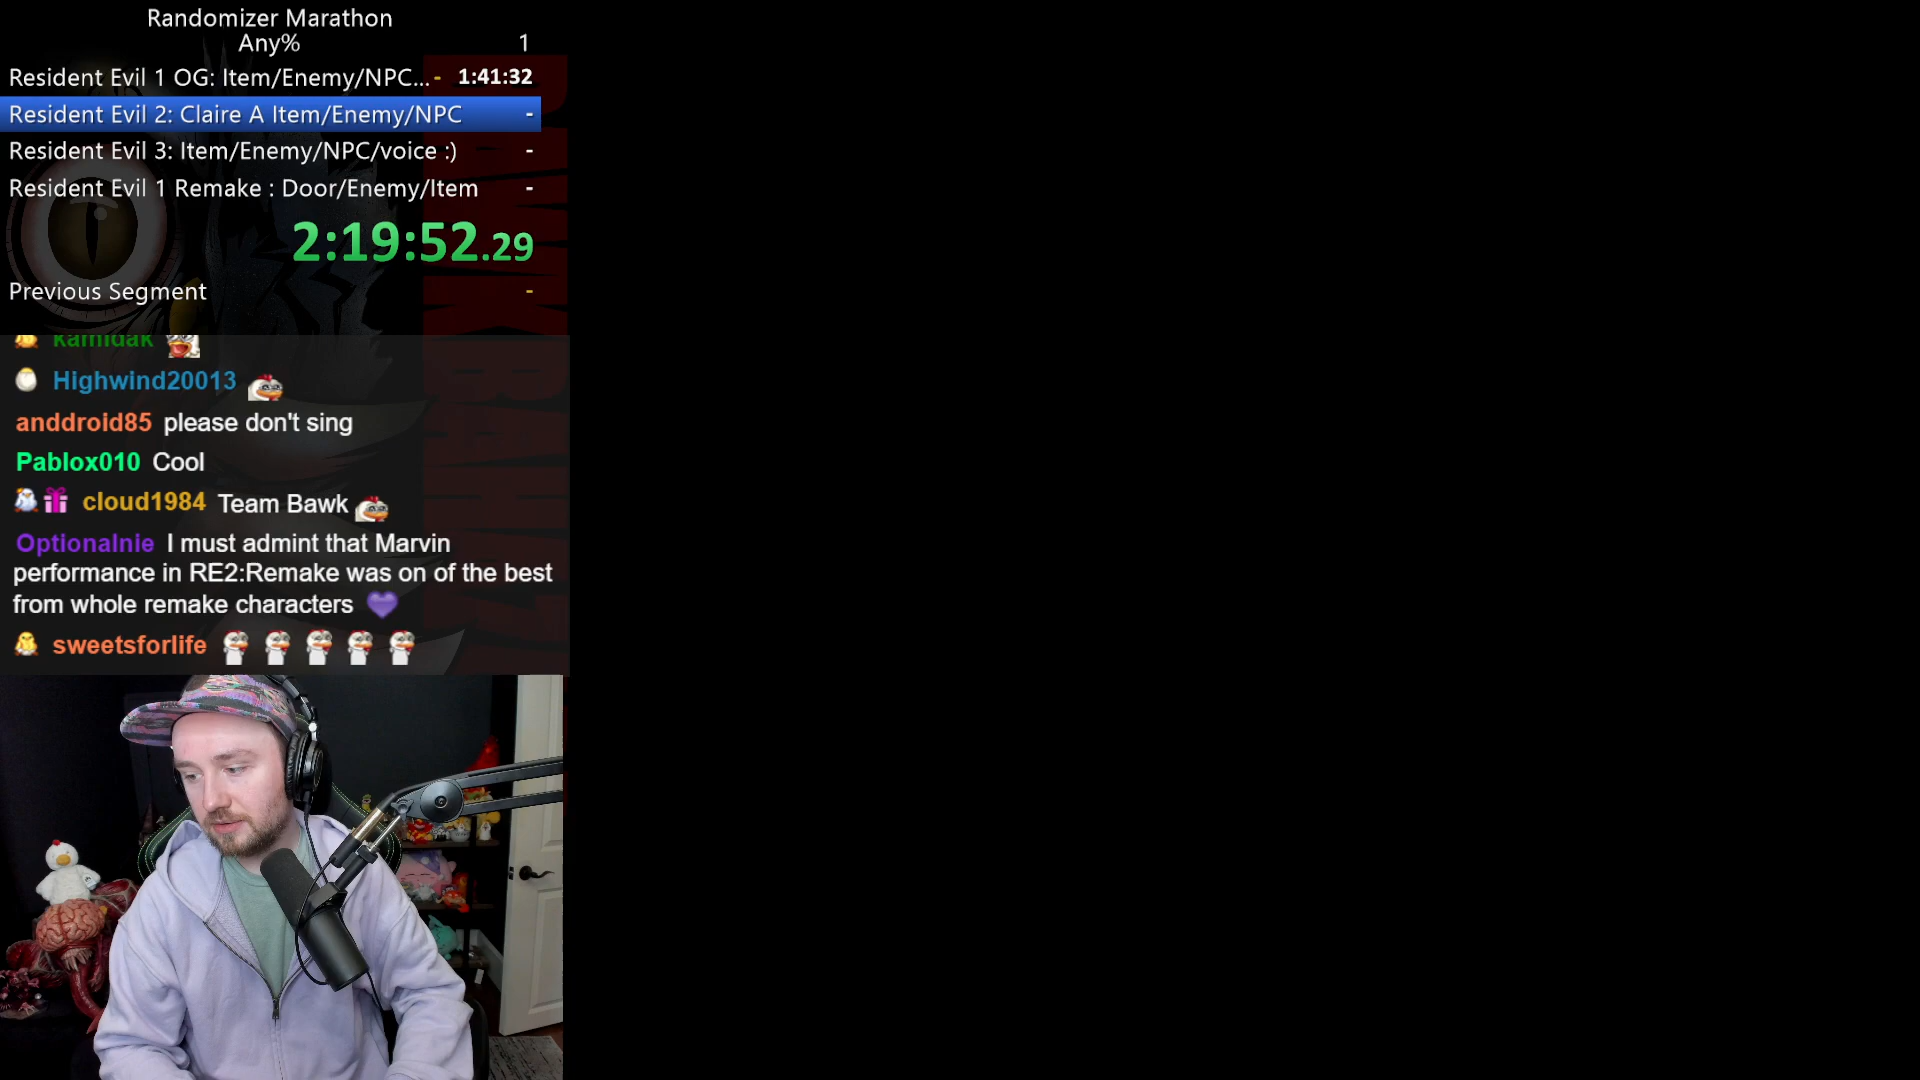 Randomizer Marathon
Any% 1
Resident Evil 1 OG: Item/Enemy/NPC... - 1:41:32
Resident Evil 2: Claire A Item/Enemy/NPC -
Resident Evil 3: Item/Enemy/NPC/voice :) -
Resident Evil 1 Remake : Door/Enemy/Item -
2:19:52.29
Previous Segment -
kamidak
Highwind20013
anddroid85 please don't sing
Pablox010 Cool
cloud1984 Team Bawk
Optionalnie I must admint that Marvin
performance in RE2:Remake was on of the best
from whole remake characters
sweetsforlife